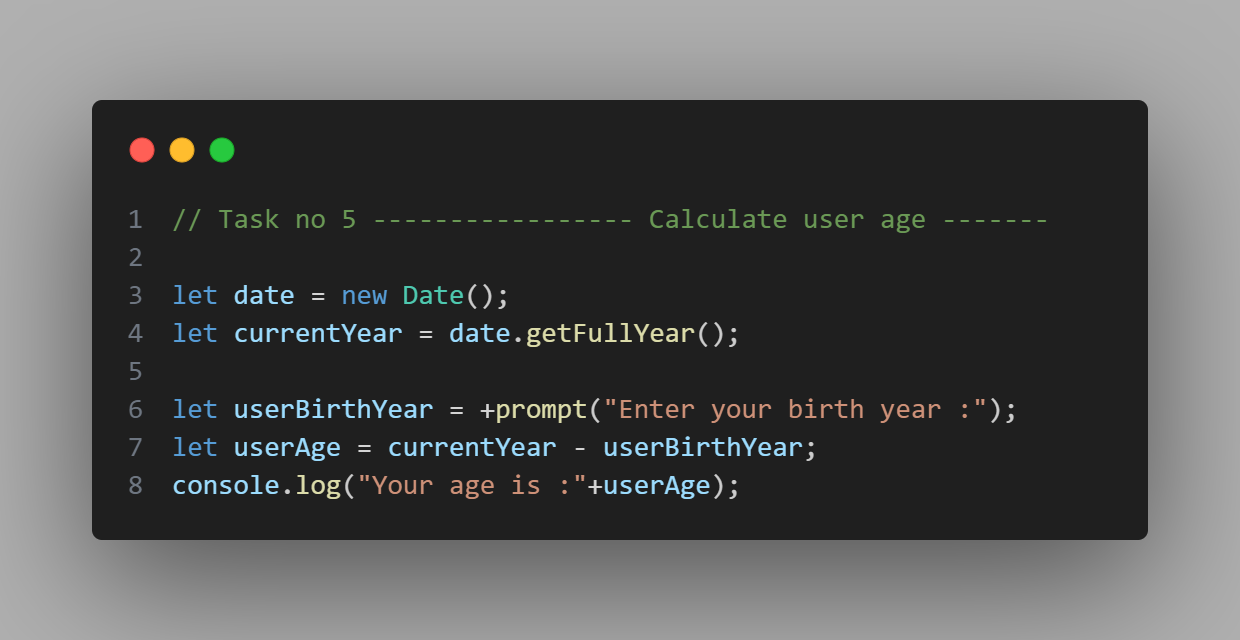 1 // Task no 5 ----------------- Calculate user age -------
2
3 let date = new Date();
4 let currentYear = date.getFullYear();
5
6 let userBirthYear = +prompt("Enter your birth year :");
7 let userAge = currentYear - userBirthYear;
8 console.log("Your age is :"+userAge);